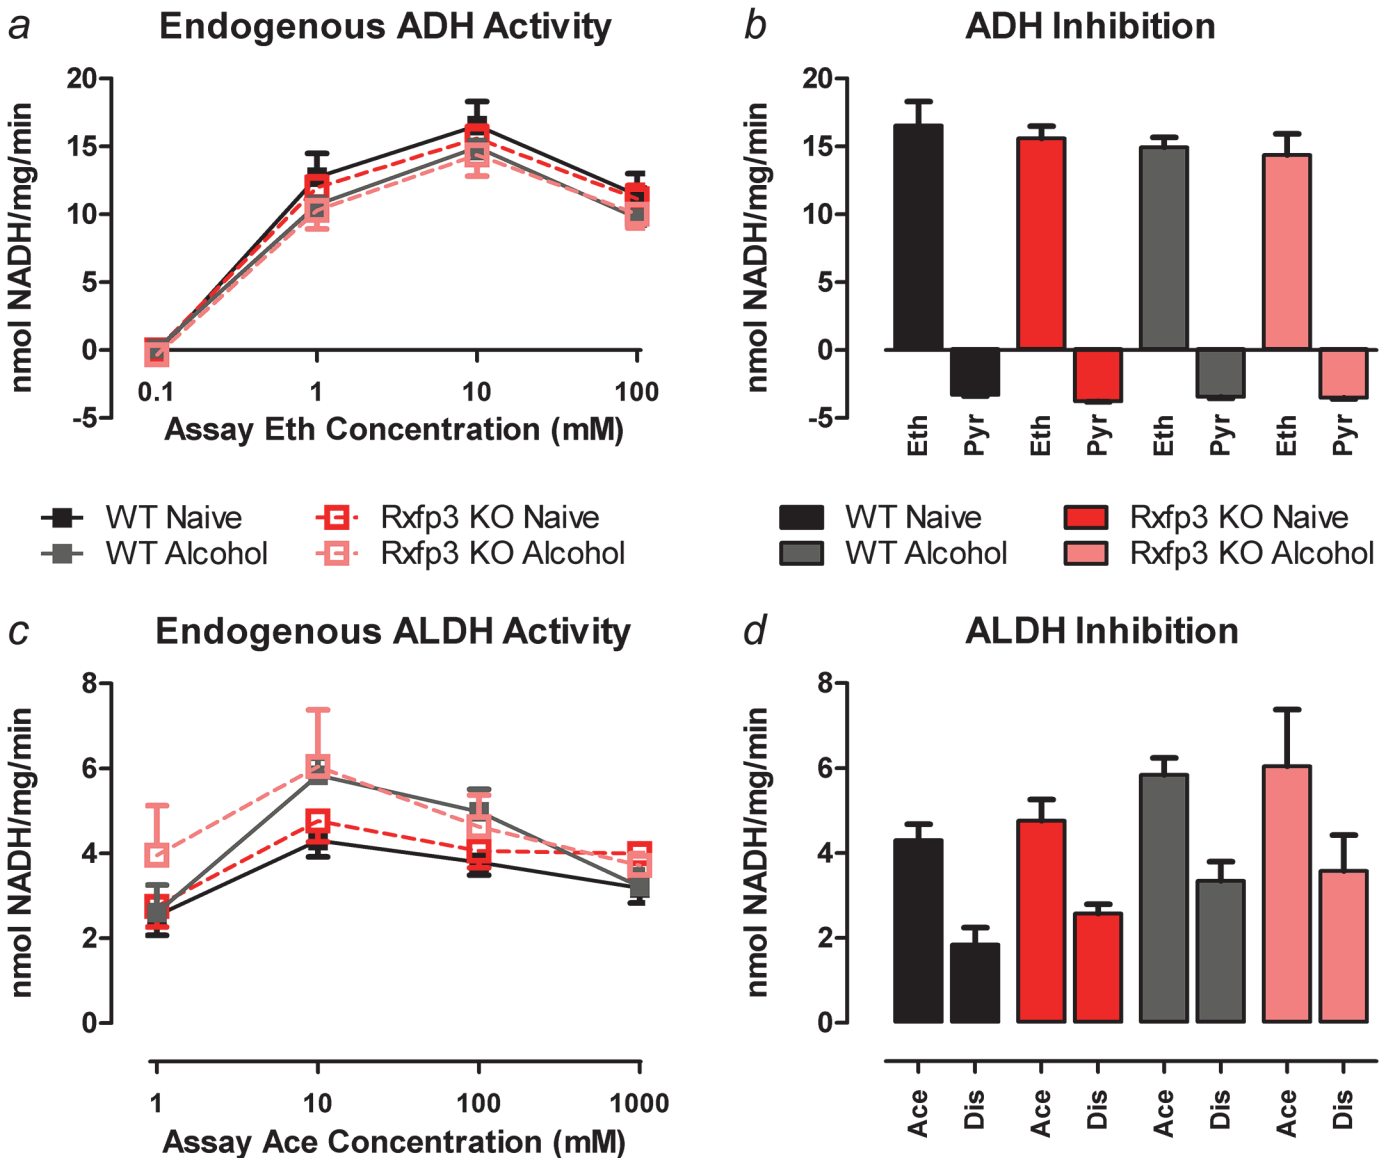 a
Endogenous ADH Activity
nmol NADH/mg/min
20
15
10
5
0
-5
0.1 1 10 100
Assay Eth Concentration (mM)
b
ADH Inhibition
nmol NADH/mg/min
20
15
10
5
0
-5
Eth Pyr Eth Pyr Eth Pyr Eth Pyr
WT Naive Rxfp3 KO Naive
WT Alcohol Rxfp3 KO Alcohol
WT Naive Rxfp3 KO Naive
WT Alcohol Rxfp3 KO Alcohol
c
Endogenous ALDH Activity
nmol NADH/mg/min
8
6
4
2
0
1 10 100 1000
Assay Ace Concentration (mM)
d
ALDH Inhibition
nmol NADH/mg/min
8
6
4
2
0
Ace Dis Ace Dis Ace Dis Ace Dis